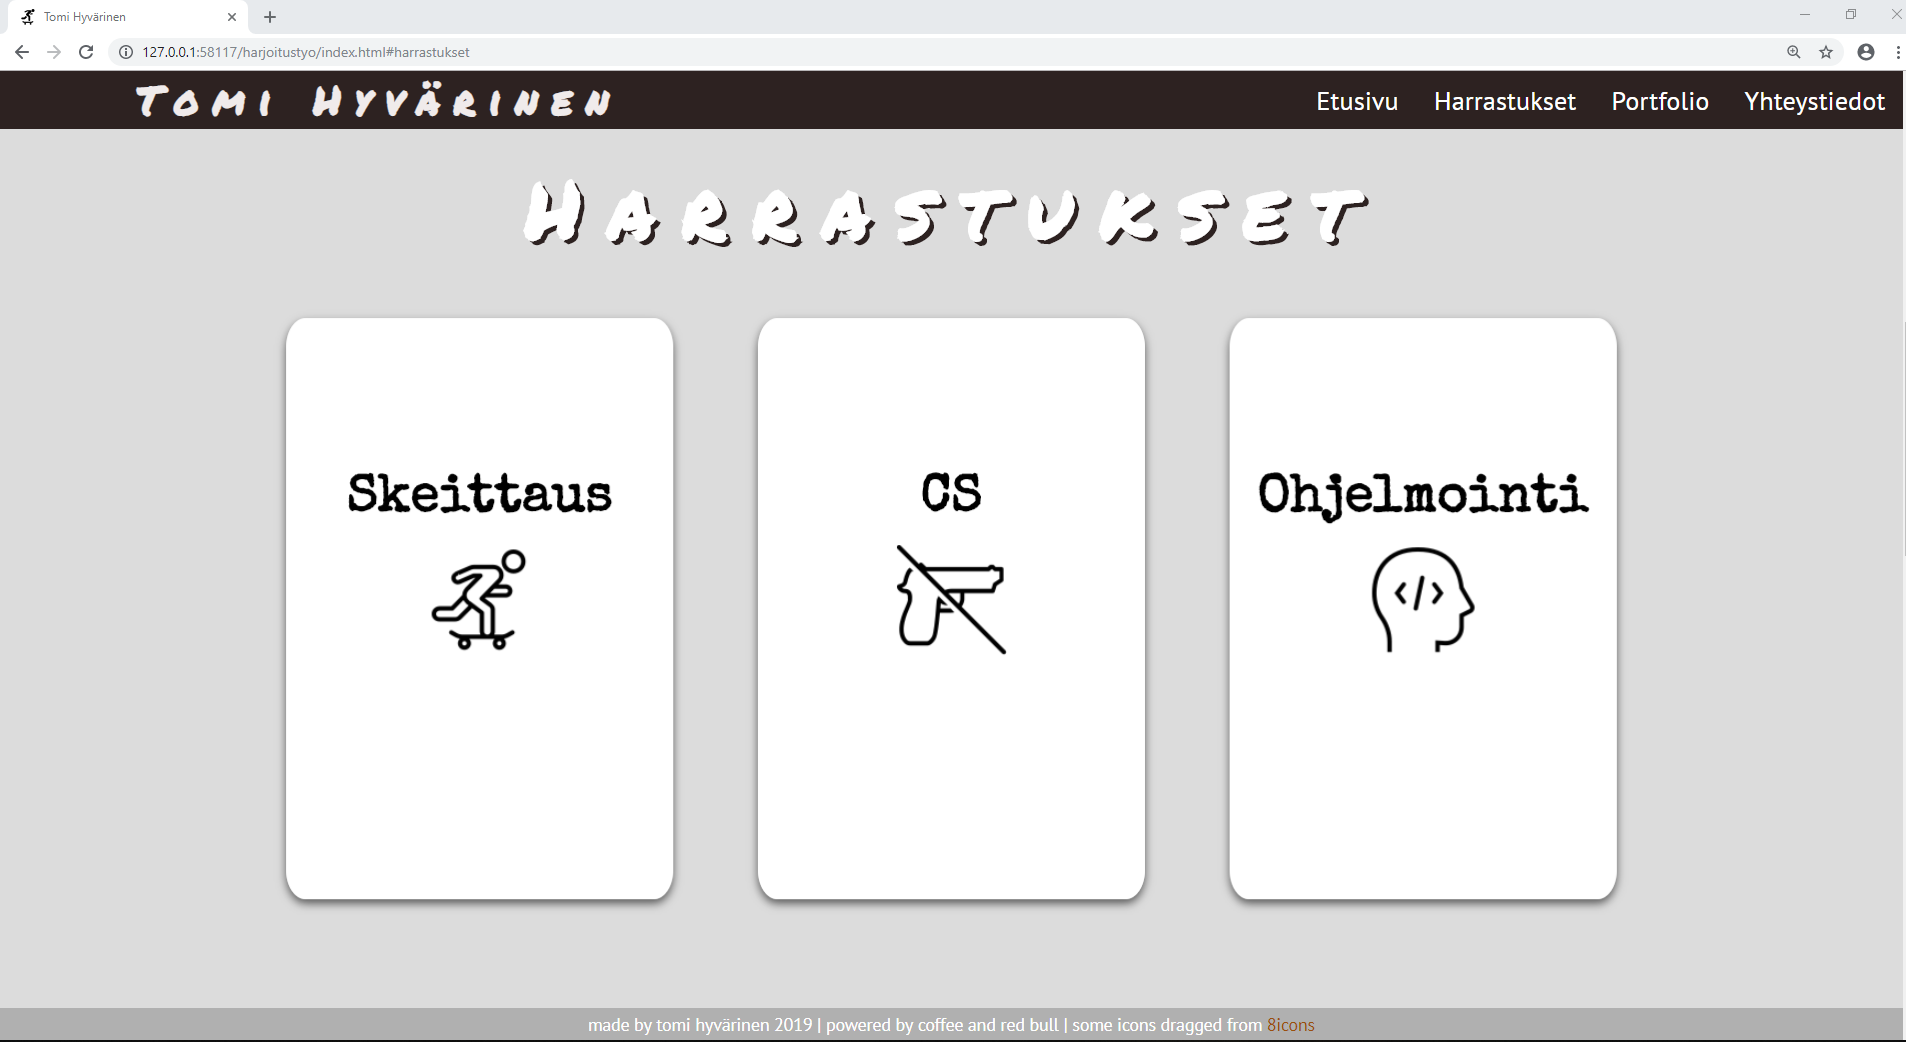 Tomi Hyvärinen
127.0.0.1:58117/harjoitustyo/index.html#harrastukset
Tomi Hyvärinen
Etusivu Harrastukset Portfolio Yhteystiedot
Harrastukset
Skeittaus
CS
Ohjelmointi
</>
made by tomi hyvärinen 2019 | powered by coffee and red bull | some icons dragged from 8icons